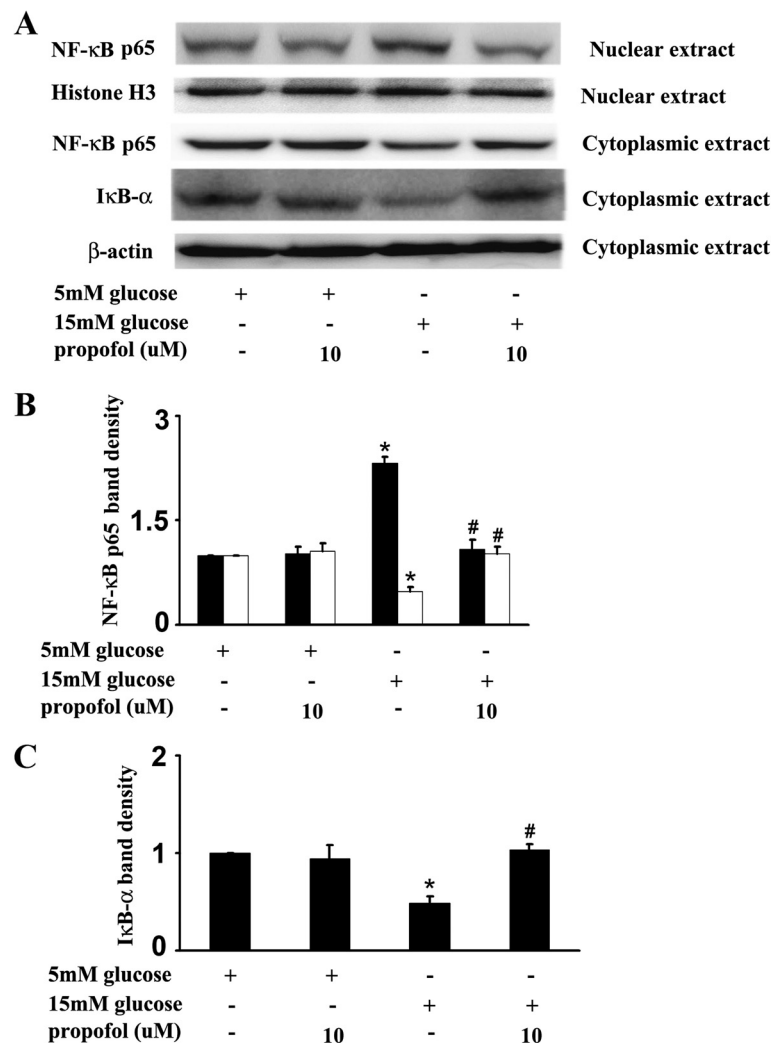 A
NF-κB p65 Nuclear extract
Histone H3 Nuclear extract
NF-κB p65 Cytoplasmic extract
IκB-α Cytoplasmic extract
β-actin Cytoplasmic extract
5mM glucose + + - -
15mM glucose - - + +
propofol (uM) - 10 - 10
B
NF-κB p65 band density
3
1.5
0
* * # #
5mM glucose + + - -
15mM glucose - - + +
propofol (uM) - 10 - 10
C
IκB-α band density
2
1
0
* #
5mM glucose + + - -
15mM glucose - - + +
propofol (uM) - 10 - 10